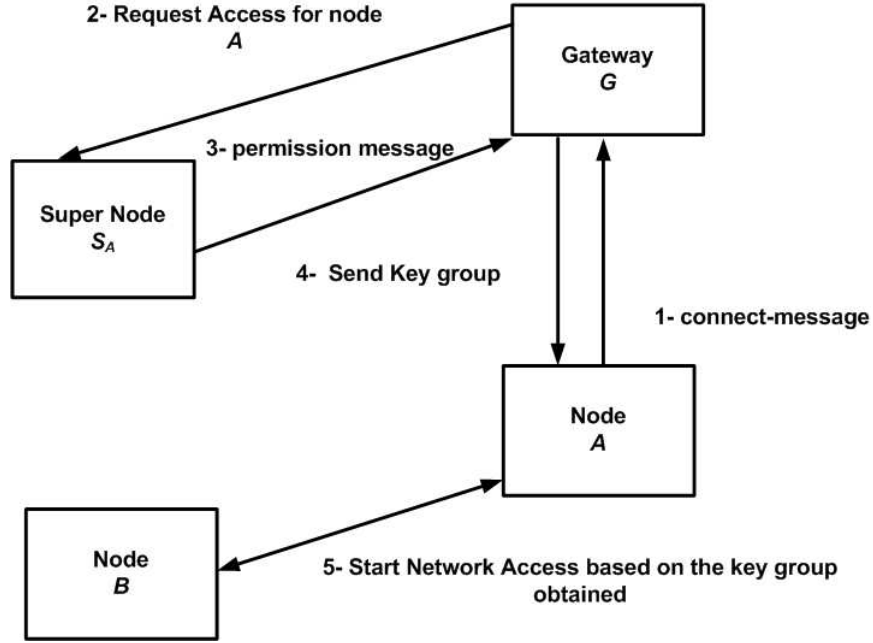 2- Request Access for node
A
Gateway
G
3- permission message
Super Node
SA
4- Send Key group
1- connect-message
Node
A
Node
B
5- Start Network Access based on the key group
obtained